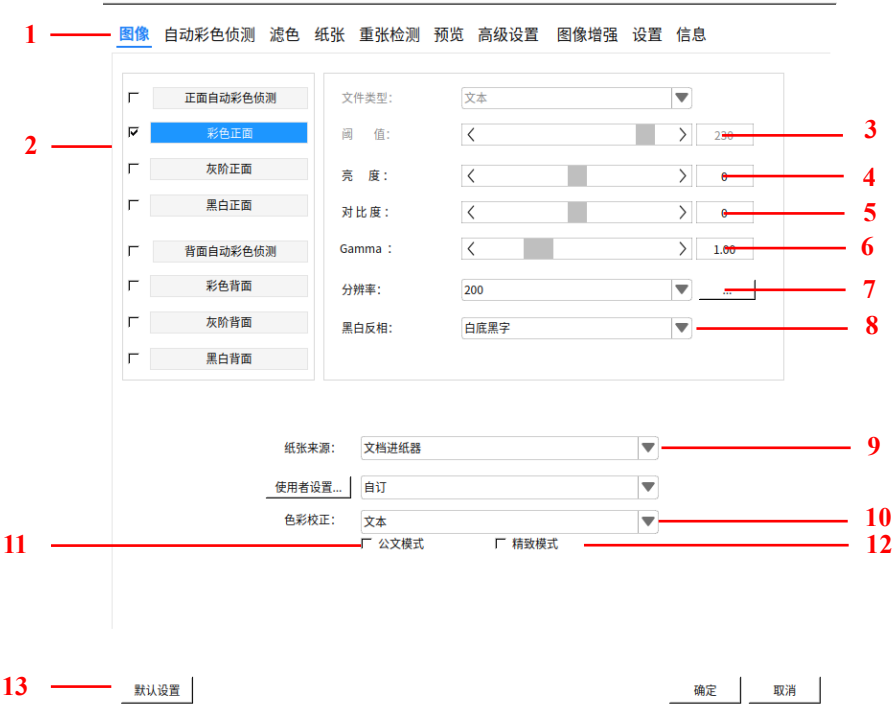 1 图像 自动彩色侦测 滤色 纸张 重张检测 预览 高级设置 图像增强 设置 信息
正面自动彩色侦测 文件类型: 文本
2 彩色正面 阈 值: 230 3
灰阶正面 亮 度: 0 4
黑白正面 对比度: 0 5
背面自动彩色侦测 Gamma : 1.00 6
彩色背面 分辨率: 200 ... 7
灰阶背面 黑白反相: 白底黑字 8
黑白背面
纸张来源: 文档进纸器 9
使用者设置... 自订
色彩校正: 文本 10
11 公文模式 精致模式 12
13 默认设置 确定 取消